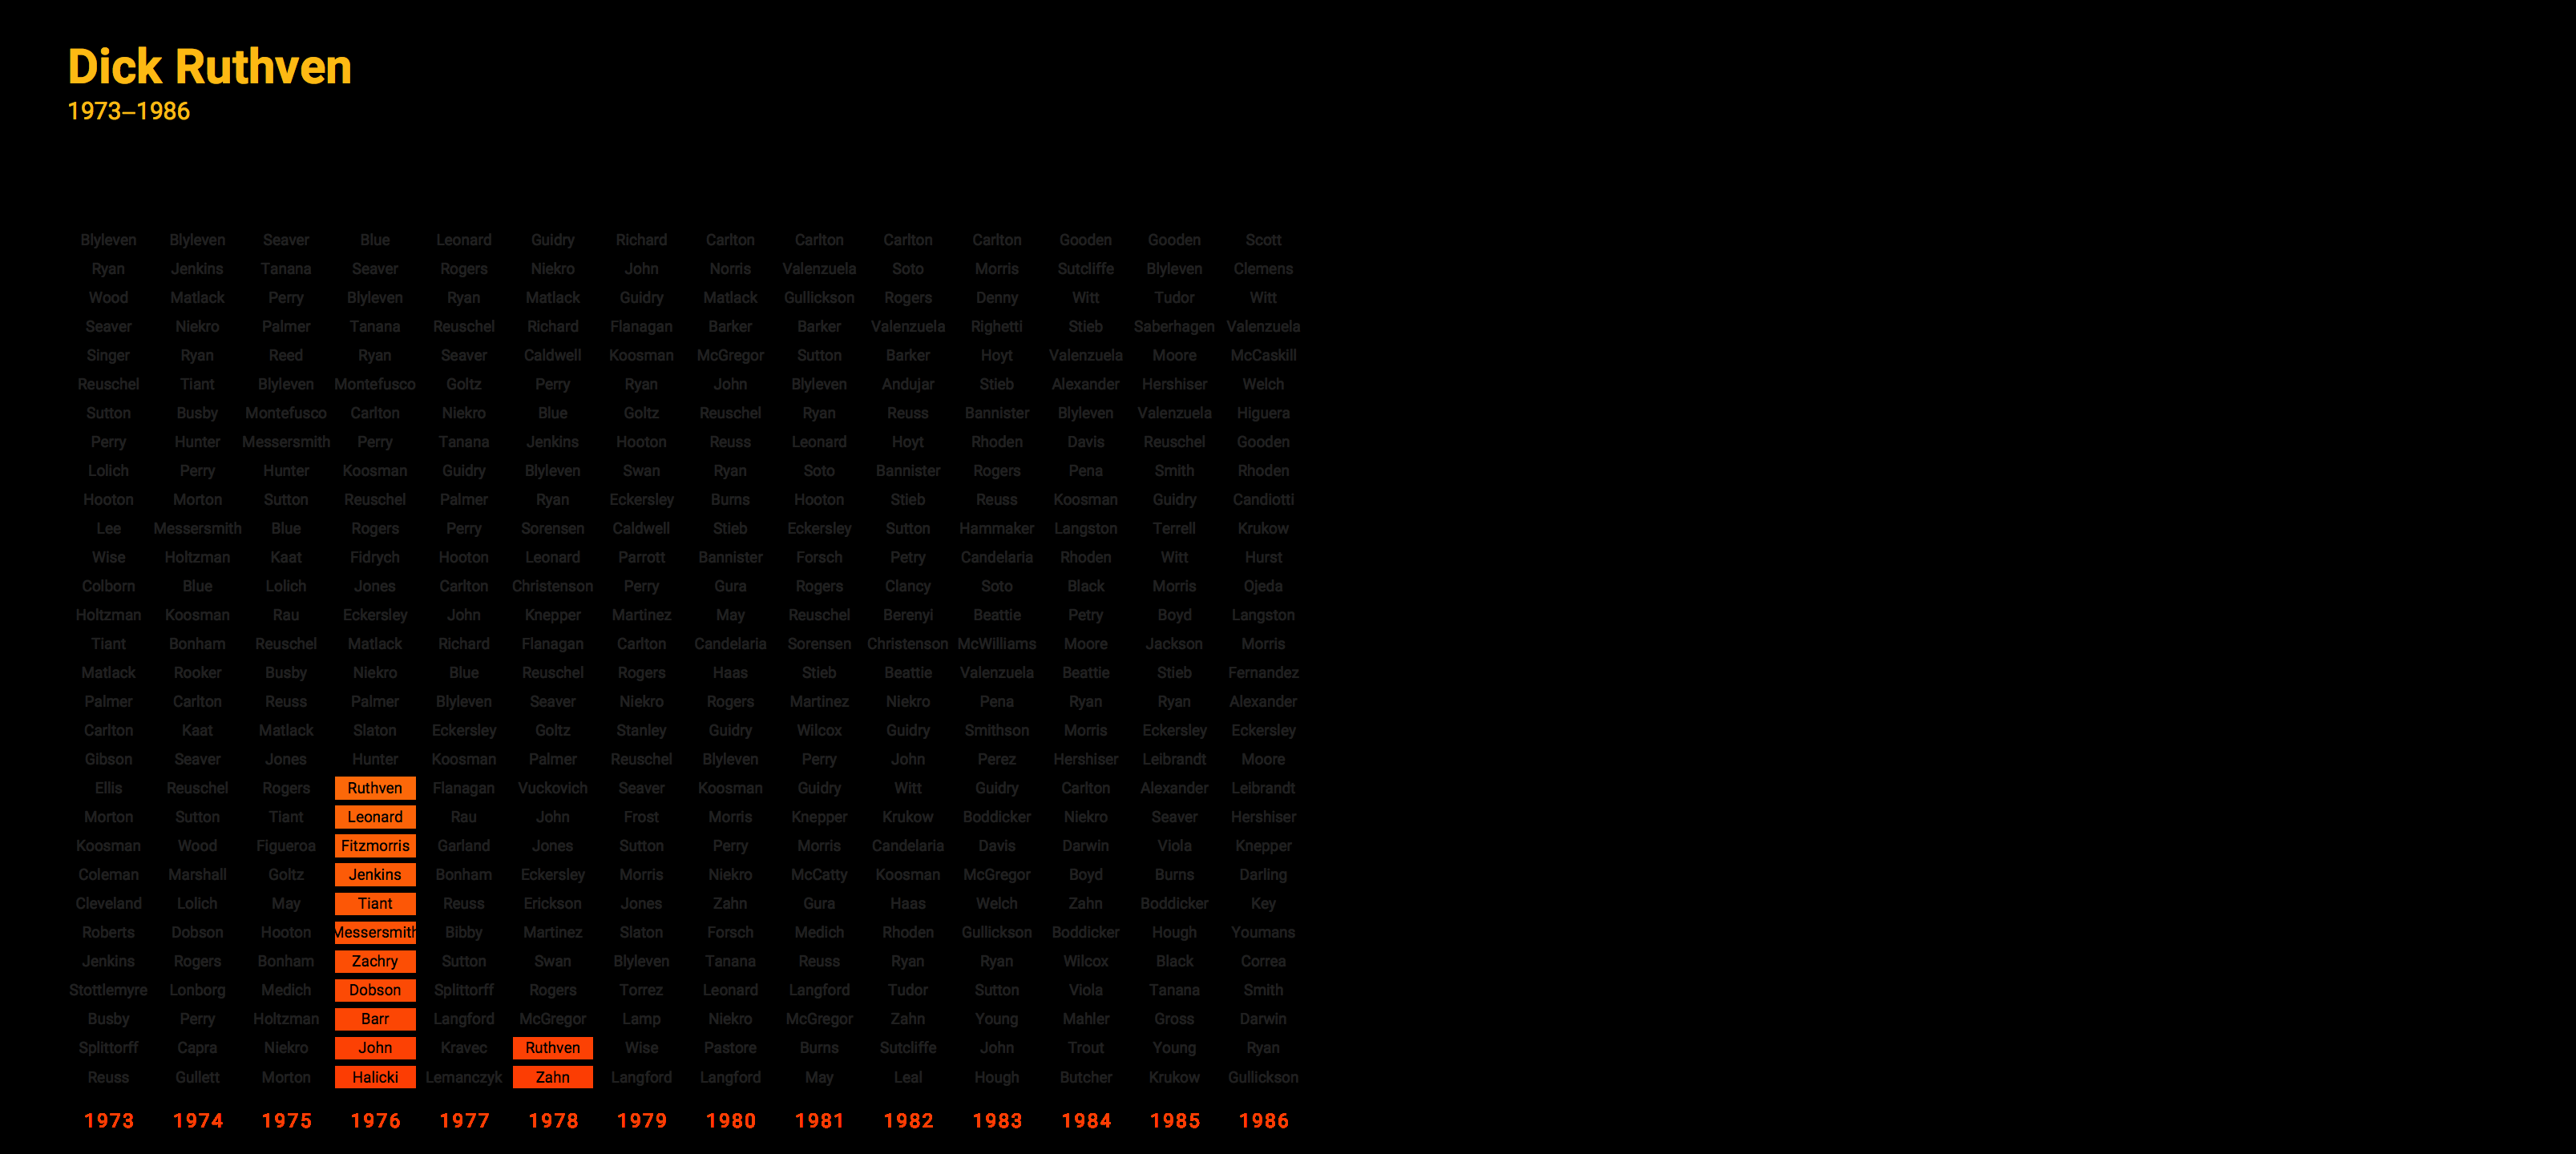 Dick Ruthven
1973–1986
Blyleven Blyleven Seaver Blue Leonard Guidry Richard Carlton Carlton Carlton Carlton Gooden Gooden Scott
Ryan Jenkins Tanana Seaver Rogers Niekro John Norris Valenzuela Soto Morris Sutcliffe Blyleven Clemens
Wood Matlack Perry Blyleven Ryan Matlack Guidry Matlack Gullickson Rogers Denny Witt Tudor Witt
Seaver Niekro Palmer Tanana Reuschel Richard Flanagan Barker Barker Valenzuela Righetti Stieb Saberhagen Valenzuela
Singer Ryan Reed Ryan Seaver Caldwell Koosman McGregor Sutton Barker Hoyt Valenzuela Moore McCaskill
Reuschel Tiant Blyleven Montefusco Goltz Perry Ryan John Blyleven Andujar Stieb Alexander Hershiser Welch
Sutton Busby Montefusco Carlton Niekro Blue Goltz Reuschel Ryan Reuss Bannister Blyleven Valenzuela Higuera
Perry Hunter Messersmith Perry Tanana Jenkins Hooton Reuss Leonard Hoyt Rhoden Davis Reuschel Gooden
Lolich Perry Hunter Koosman Guidry Blyleven Swan Ryan Soto Bannister Rogers Pena Smith Rhoden
Hooton Morton Sutton Reuschel Palmer Ryan Eckersley Burns Hooton Stieb Reuss Koosman Guidry Candiotti
Lee Messersmith Blue Rogers Perry Sorensen Caldwell Stieb Eckersley Sutton Hammaker Langston Terrell Krukow
Wise Holtzman Kaat Fidrych Hooton Leonard Parrott Bannister Forsch Petry Candelaria Rhoden Witt Hurst
Colborn Blue Lolich Jones Carlton Christenson Perry Gura Rogers Clancy Soto Black Morris Ojeda
Holtzman Koosman Rau Eckersley John Knepper Martinez May Reuschel Berenyi Beattie Petry Boyd Langston
Tiant Bonham Reuschel Matlack Richard Flanagan Carlton Candelaria Sorensen Christenson McWilliams Moore Jackson Morris
Matlack Rooker Busby Niekro Blue Reuschel Rogers Haas Stieb Beattie Valenzuela Beattie Stieb Fernandez
Palmer Carlton Reuss Palmer Blyleven Seaver Niekro Rogers Martinez Niekro Pena Ryan Ryan Alexander
Carlton Kaat Matlack Slaton Eckersley Goltz Stanley Guidry Wilcox Guidry Smithson Morris Eckersley Eckersley
Gibson Seaver Jones Hunter Koosman Palmer Reuschel Blyleven Perry John Perez Hershiser Leibrandt Moore
Ellis Reuschel Rogers Ruthven Flanagan Vuckovich Seaver Koosman Guidry Witt Guidry Carlton Alexander Leibrandt
Morton Sutton Tiant Leonard Rau John Frost Morris Knepper Krukow Boddicker Niekro Seaver Hershiser
Koosman Wood Figueroa Fitzmorris Garland Jones Sutton Perry Morris Candelaria Davis Darwin Viola Knepper
Coleman Marshall Goltz Jenkins Bonham Eckersley Morris Niekro McCatty Koosman McGregor Boyd Burns Darling
Cleveland Lolich May Tiant Reuss Erickson Jones Zahn Gura Haas Welch Zahn Boddicker Key
Roberts Dobson Hooton Messersmith Bibby Martinez Slaton Forsch Medich Rhoden Gullickson Boddicker Hough Youmans
Jenkins Rogers Bonham Zachry Sutton Swan Blyleven Tanana Reuss Ryan Ryan Wilcox Black Correa
Stottlemyre Lonborg Medich Dobson Splittorff Rogers Torrez Leonard Langford Tudor Sutton Viola Tanana Smith
Busby Perry Holtzman Barr Langford McGregor Lamp Niekro McGregor Zahn Young Mahler Gross Darwin
Splittorff Capra Niekro John Kravec Ruthven Wise Pastore Burns Sutcliffe John Trout Young Ryan
Reuss Gullett Morton Halicki Lemanczyk Zahn Langford Langford May Leal Hough Butcher Krukow Gullickson
1973 1974 1975 1976 1977 1978 1979 1980 1981 1982 1983 1984 1985 1986